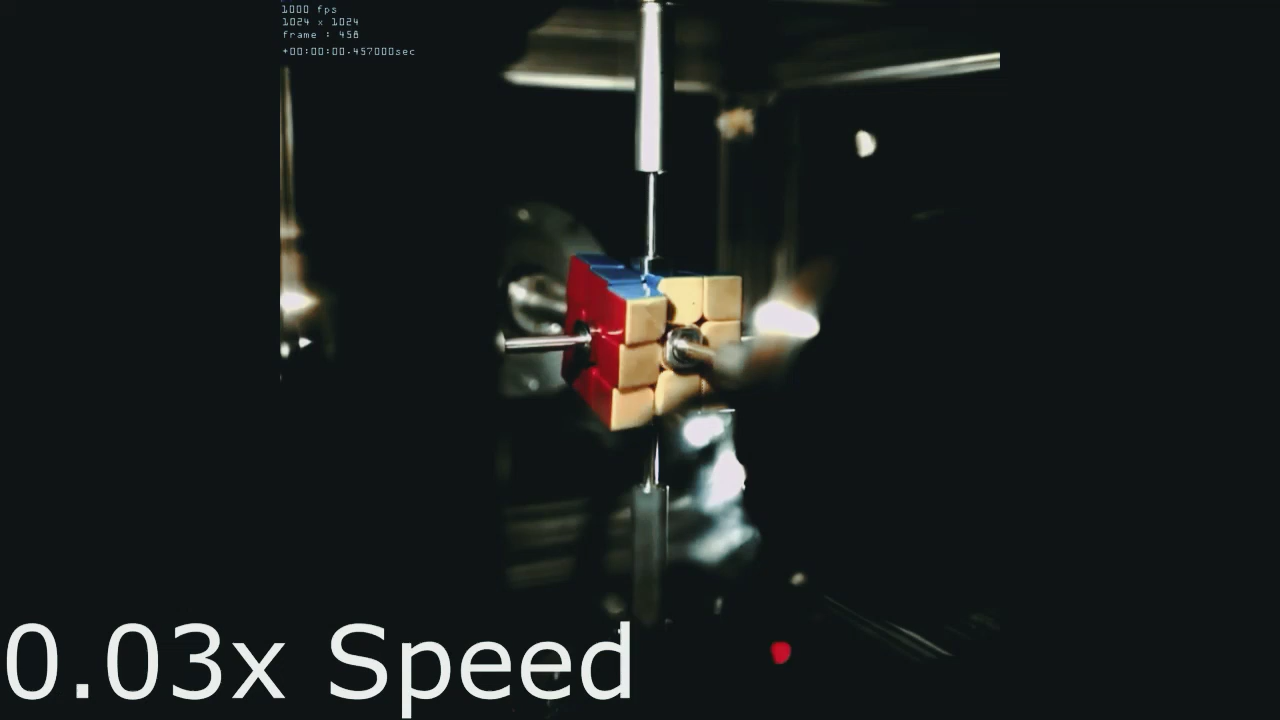 1000 fps
1024 x 1024
frame : 458
+00:00:00.457000sec
0.03x Speed